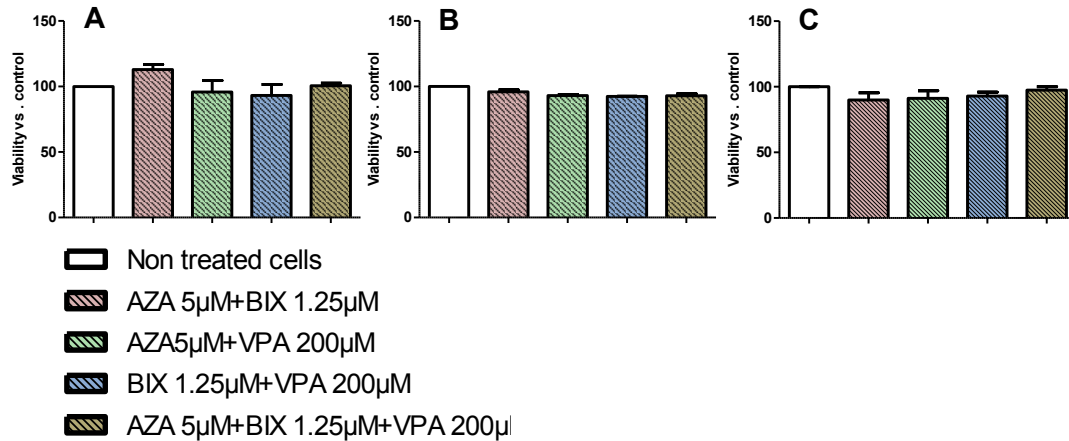 A
150
100
50
0
Viability vs . control
B
150
100
50
0
Viability vs . control
C
150
100
50
0
Viability vs . control
Non treated cells
AZA 5µM+BIX 1.25µM
AZA5µM+VPA 200µM
BIX 1.25µM+VPA 200µM
AZA 5µM+BIX 1.25µM+VPA